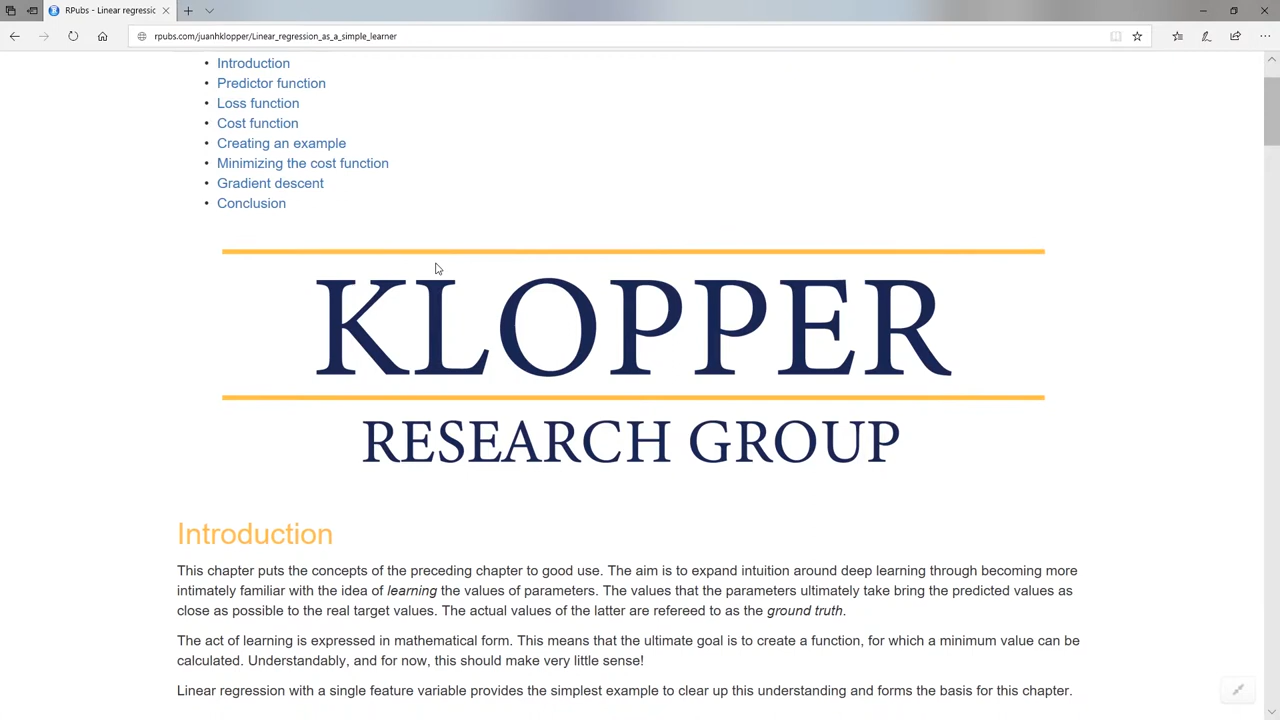 RPubs - Linear regressic
rpubs.com/juanhklopper/Linear_regression_as_a_simple_learner
• Introduction
• Predictor function
• Loss function
• Cost function
• Creating an example
• Minimizing the cost function
• Gradient descent
• Conclusion
KLOPPER
RESEARCH GROUP
Introduction
This chapter puts the concepts of the preceding chapter to good use. The aim is to expand intuition around deep learning through becoming more
intimately familiar with the idea of learning the values of parameters. The values that the parameters ultimately take bring the predicted values as
close as possible to the real target values. The actual values of the latter are refereed to as the ground truth.
The act of learning is expressed in mathematical form. This means that the ultimate goal is to create a function, for which a minimum value can be
calculated. Understandably, and for now, this should make very little sense!
Linear regression with a single feature variable provides the simplest example to clear up this understanding and forms the basis for this chapter.